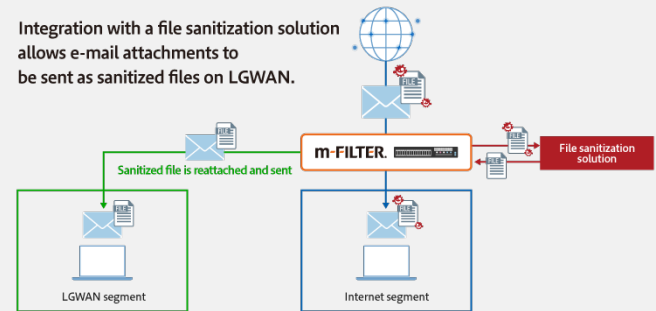 Integration with a file sanitization solution
allows e-mail attachments to
be sent as sanitized files on LGWAN.
FILE
FILE
m-FILTER.
FILE
File sanitization
solution
FILE
Sanitized file is reattached and sent
FILE
FILE
LGWAN segment
Internet segment